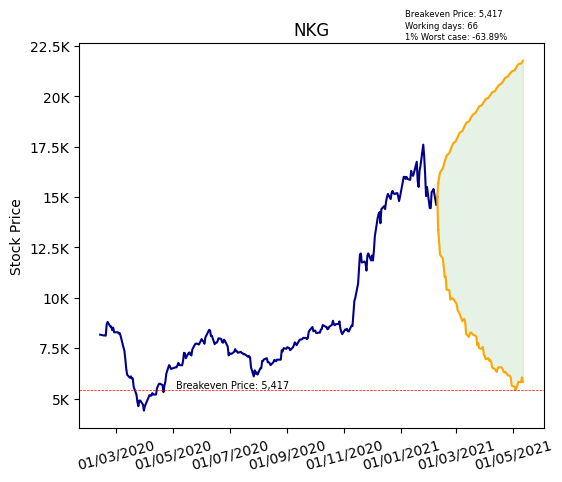 Breakeven Price: 5,417
Working days: 66
1% Worst case: -63.89%
NKG
22.5K
20K
17.5K
15K
12.5K
10K
7.5K
5K
Stock Price
Breakeven Price: 5,417
01/03/2020
01/05/2020
01/07/2020
01/09/2020
01/11/2020
01/01/2021
01/03/2021
01/05/2021